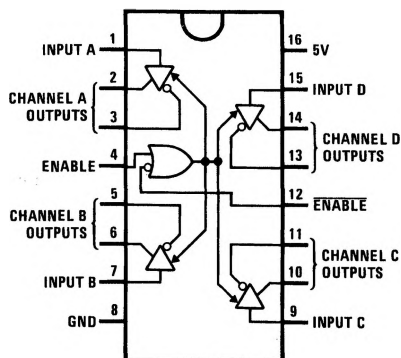 1
INPUT A
2
CHANNEL A
OUTPUTS
3
4
ENABLE
5
CHANNEL B
OUTPUTS
6
7
INPUT B
8
GND
16
5V
15
INPUT D
14
CHANNEL D
OUTPUTS
13
12
ENABLE
11
CHANNEL C
OUTPUTS
10
9
INPUT C